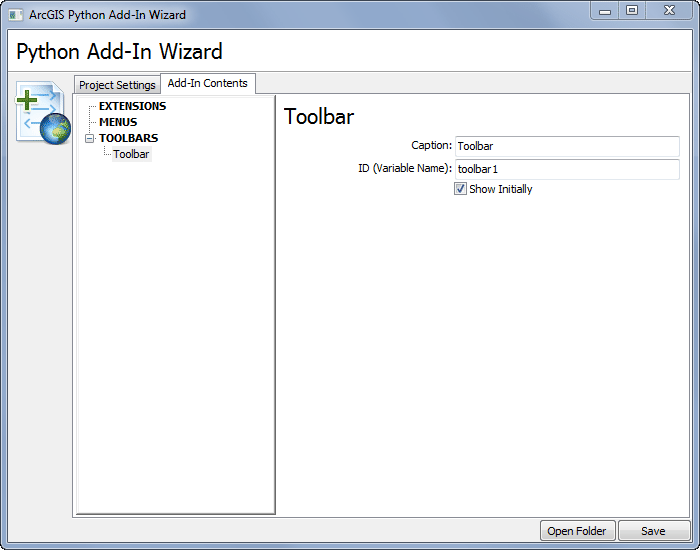 ArcGIS Python Add-In Wizard
Python Add-In Wizard
Project Settings
Add-In Contents
EXTENSIONS
MENUS
TOOLBARS
Toolbar
Toolbar
Caption: Toolbar
ID (Variable Name): toolbar1
Show Initially
Open Folder
Save